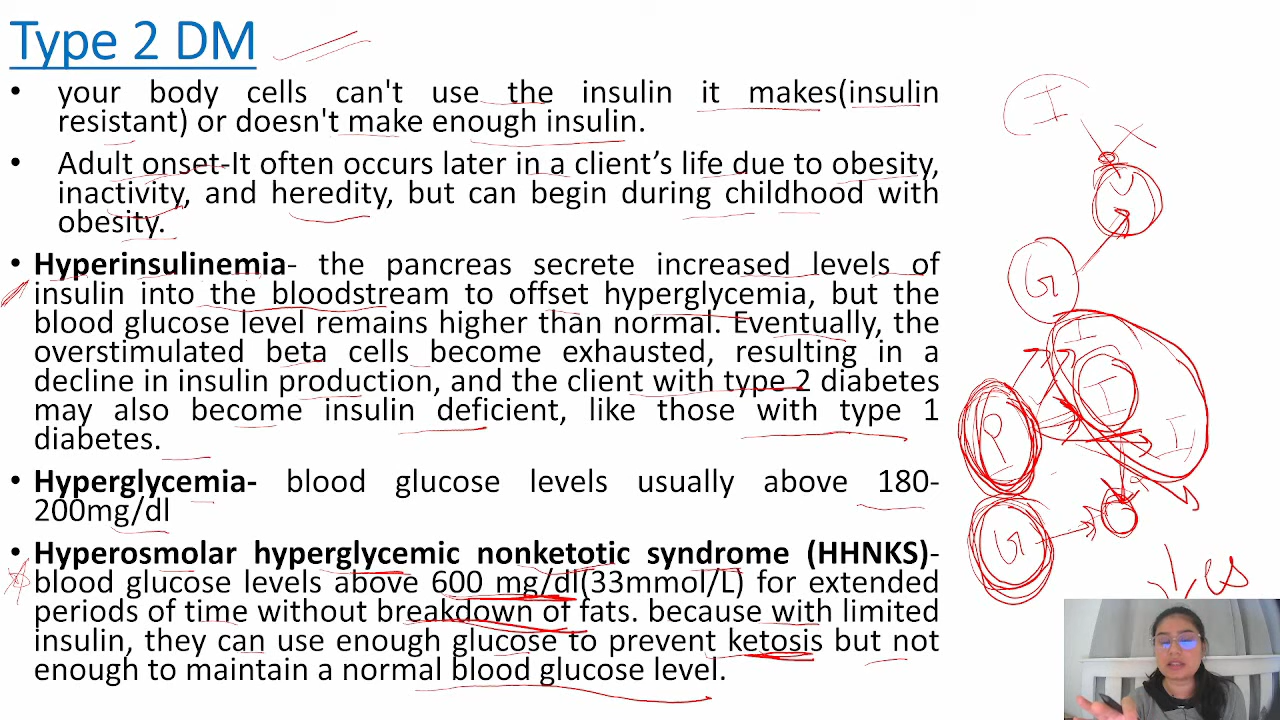 Type 2 DM
• your body cells can't use the insulin it makes(insulin
resistant) or doesn't make enough insulin.
• Adult onset-It often occurs later in a client's life due to obesity,
inactivity, and heredity, but can begin during childhood with
obesity.
• Hyperinsulinemia- the pancreas secrete increased levels of
insulin into the bloodstream to offset hyperglycemia, but the
blood glucose level remains higher than normal. Eventually, the
overstimulated beta cells become exhausted, resulting in a
decline in insulin production, and the client with type 2 diabetes
may also become insulin deficient, like those with type 1
diabetes.
• Hyperglycemia- blood glucose levels usually above 180-
200mg/dl
• Hyperosmolar hyperglycemic nonketotic syndrome (HHNKS)-
blood glucose levels above 600 mg/dl(33mmol/L) for extended
periods of time without breakdown of fats. because with limited
insulin, they can use enough glucose to prevent ketosis but not
enough to maintain a normal blood glucose level.
I
G
I
I
I
P
G